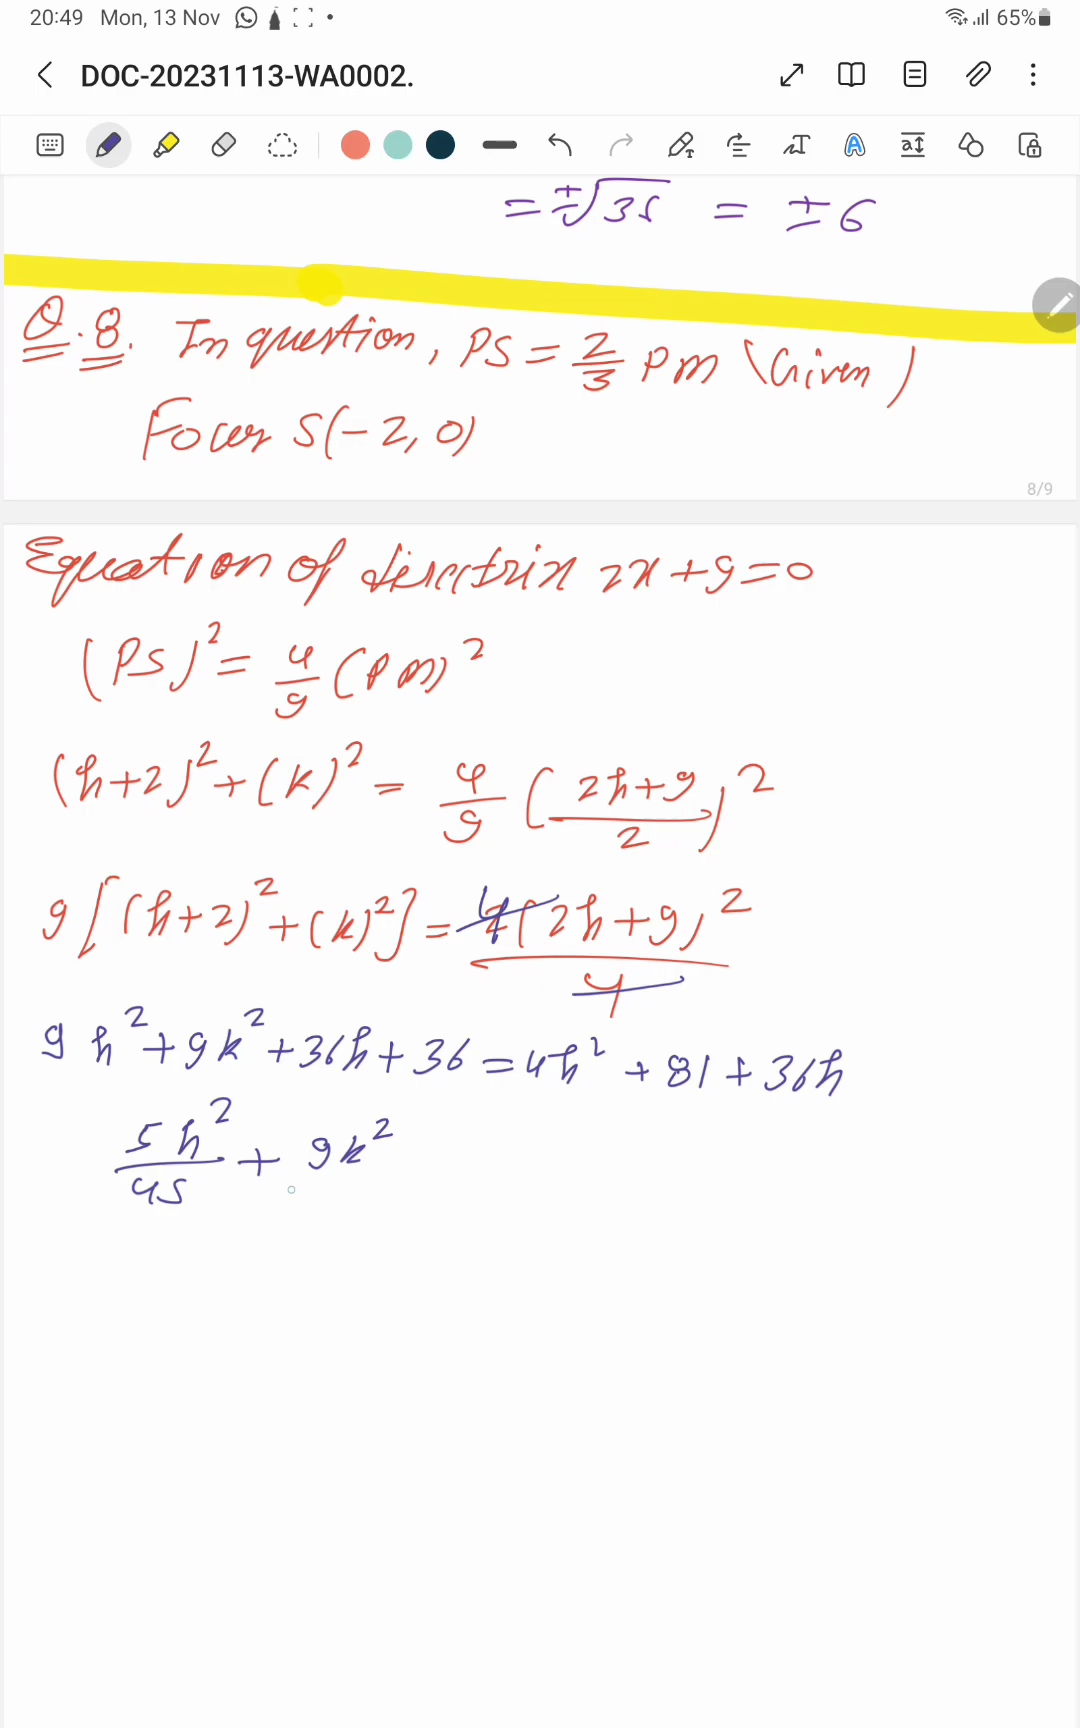 20:49 Mon, 13 Nov 65%
DOC-20231113-WA0002.
= ±√35 = ±6
Q.8. In question, PS = 2/3 PM (Given)
Focus S(-2, 0)
8/9
Equation of directrix 2x+9=0
(PS)² = 4/9 (PM)²
(h+2)² + (k)² = 4/9 ((2h+9)/2)²
9[(h+2)² + (k)²] = 4(2h+9)²/4
9h² + 9k² + 36h + 36 = 4h² + 81 + 36h
5h²/45 + 9k²